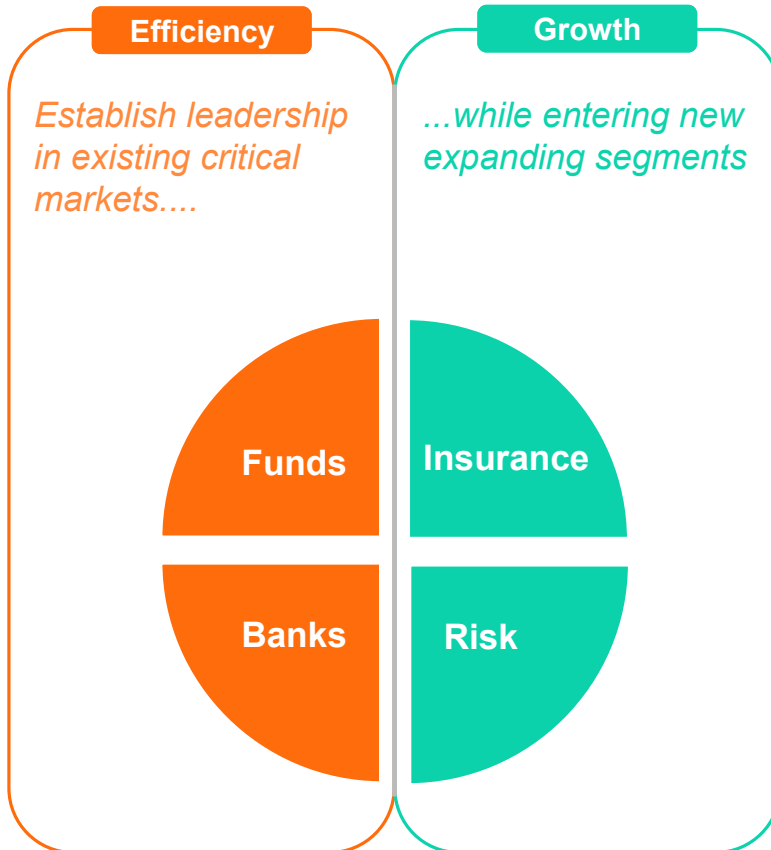 Efficiency
Growth
Establish leadership
in existing critical
markets....
...while entering new
expanding segments
Funds
Insurance
Banks
Risk